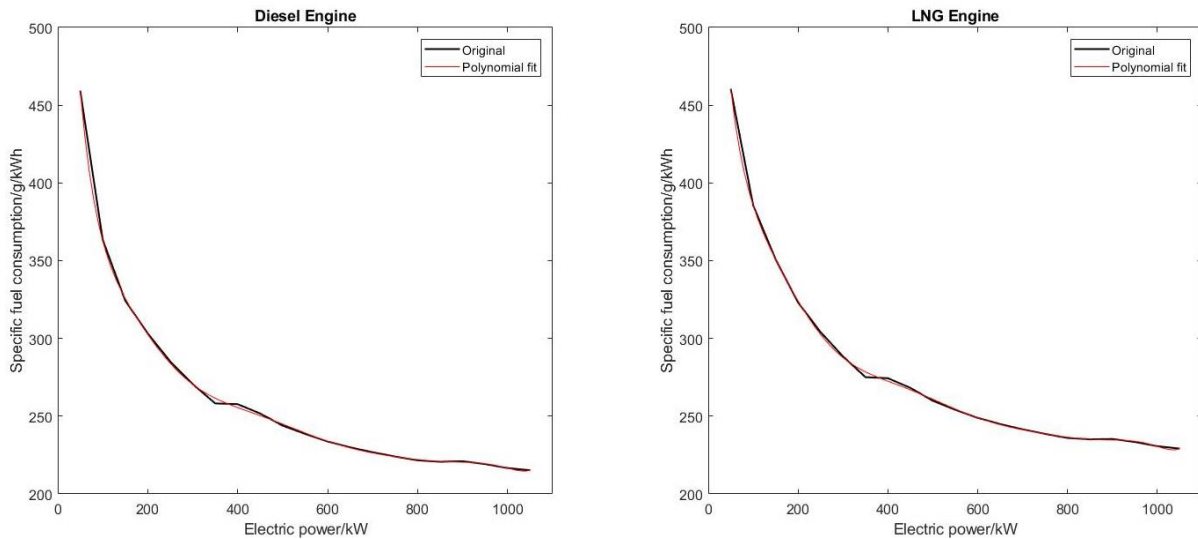 Diesel Engine
500
450
400
350
300
250
200
Specific fuel consumption/g/kWh
Original
Polynomial fit
0 200 400 600 800 1000
Electric power/kW
LNG Engine
500
450
400
350
300
250
200
Specific fuel consumption/g/kWh
Original
Polynomial fit
0 200 400 600 800 1000
Electric power/kW